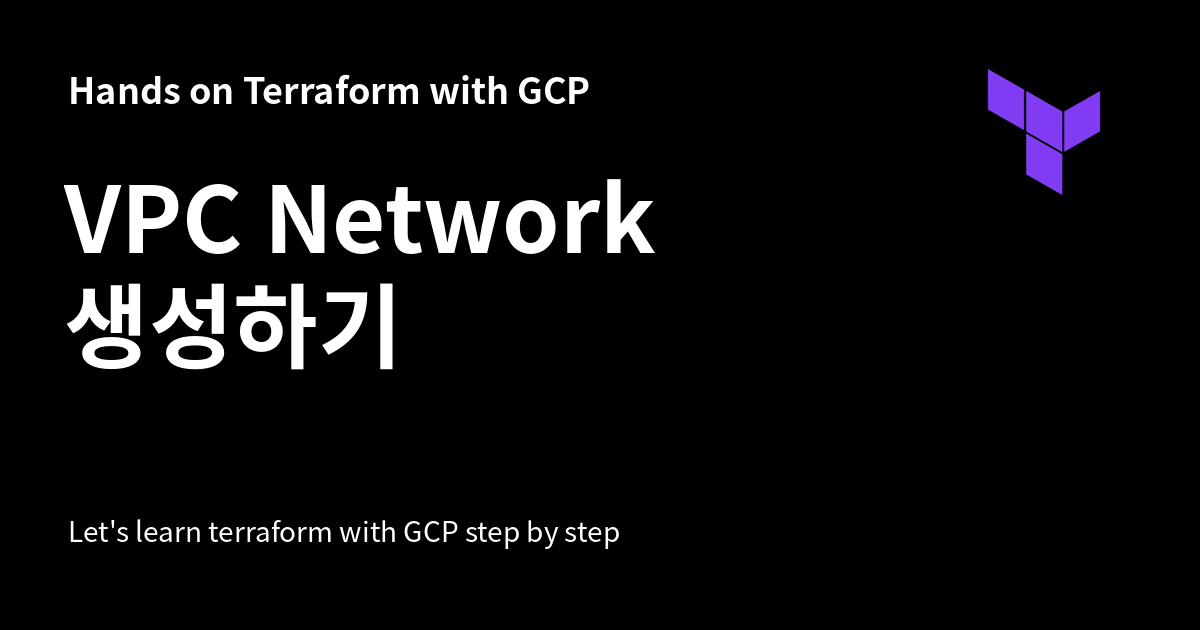 Hands on Terraform with GCP
VPC Network
생성하기
Let's learn terraform with GCP step by step